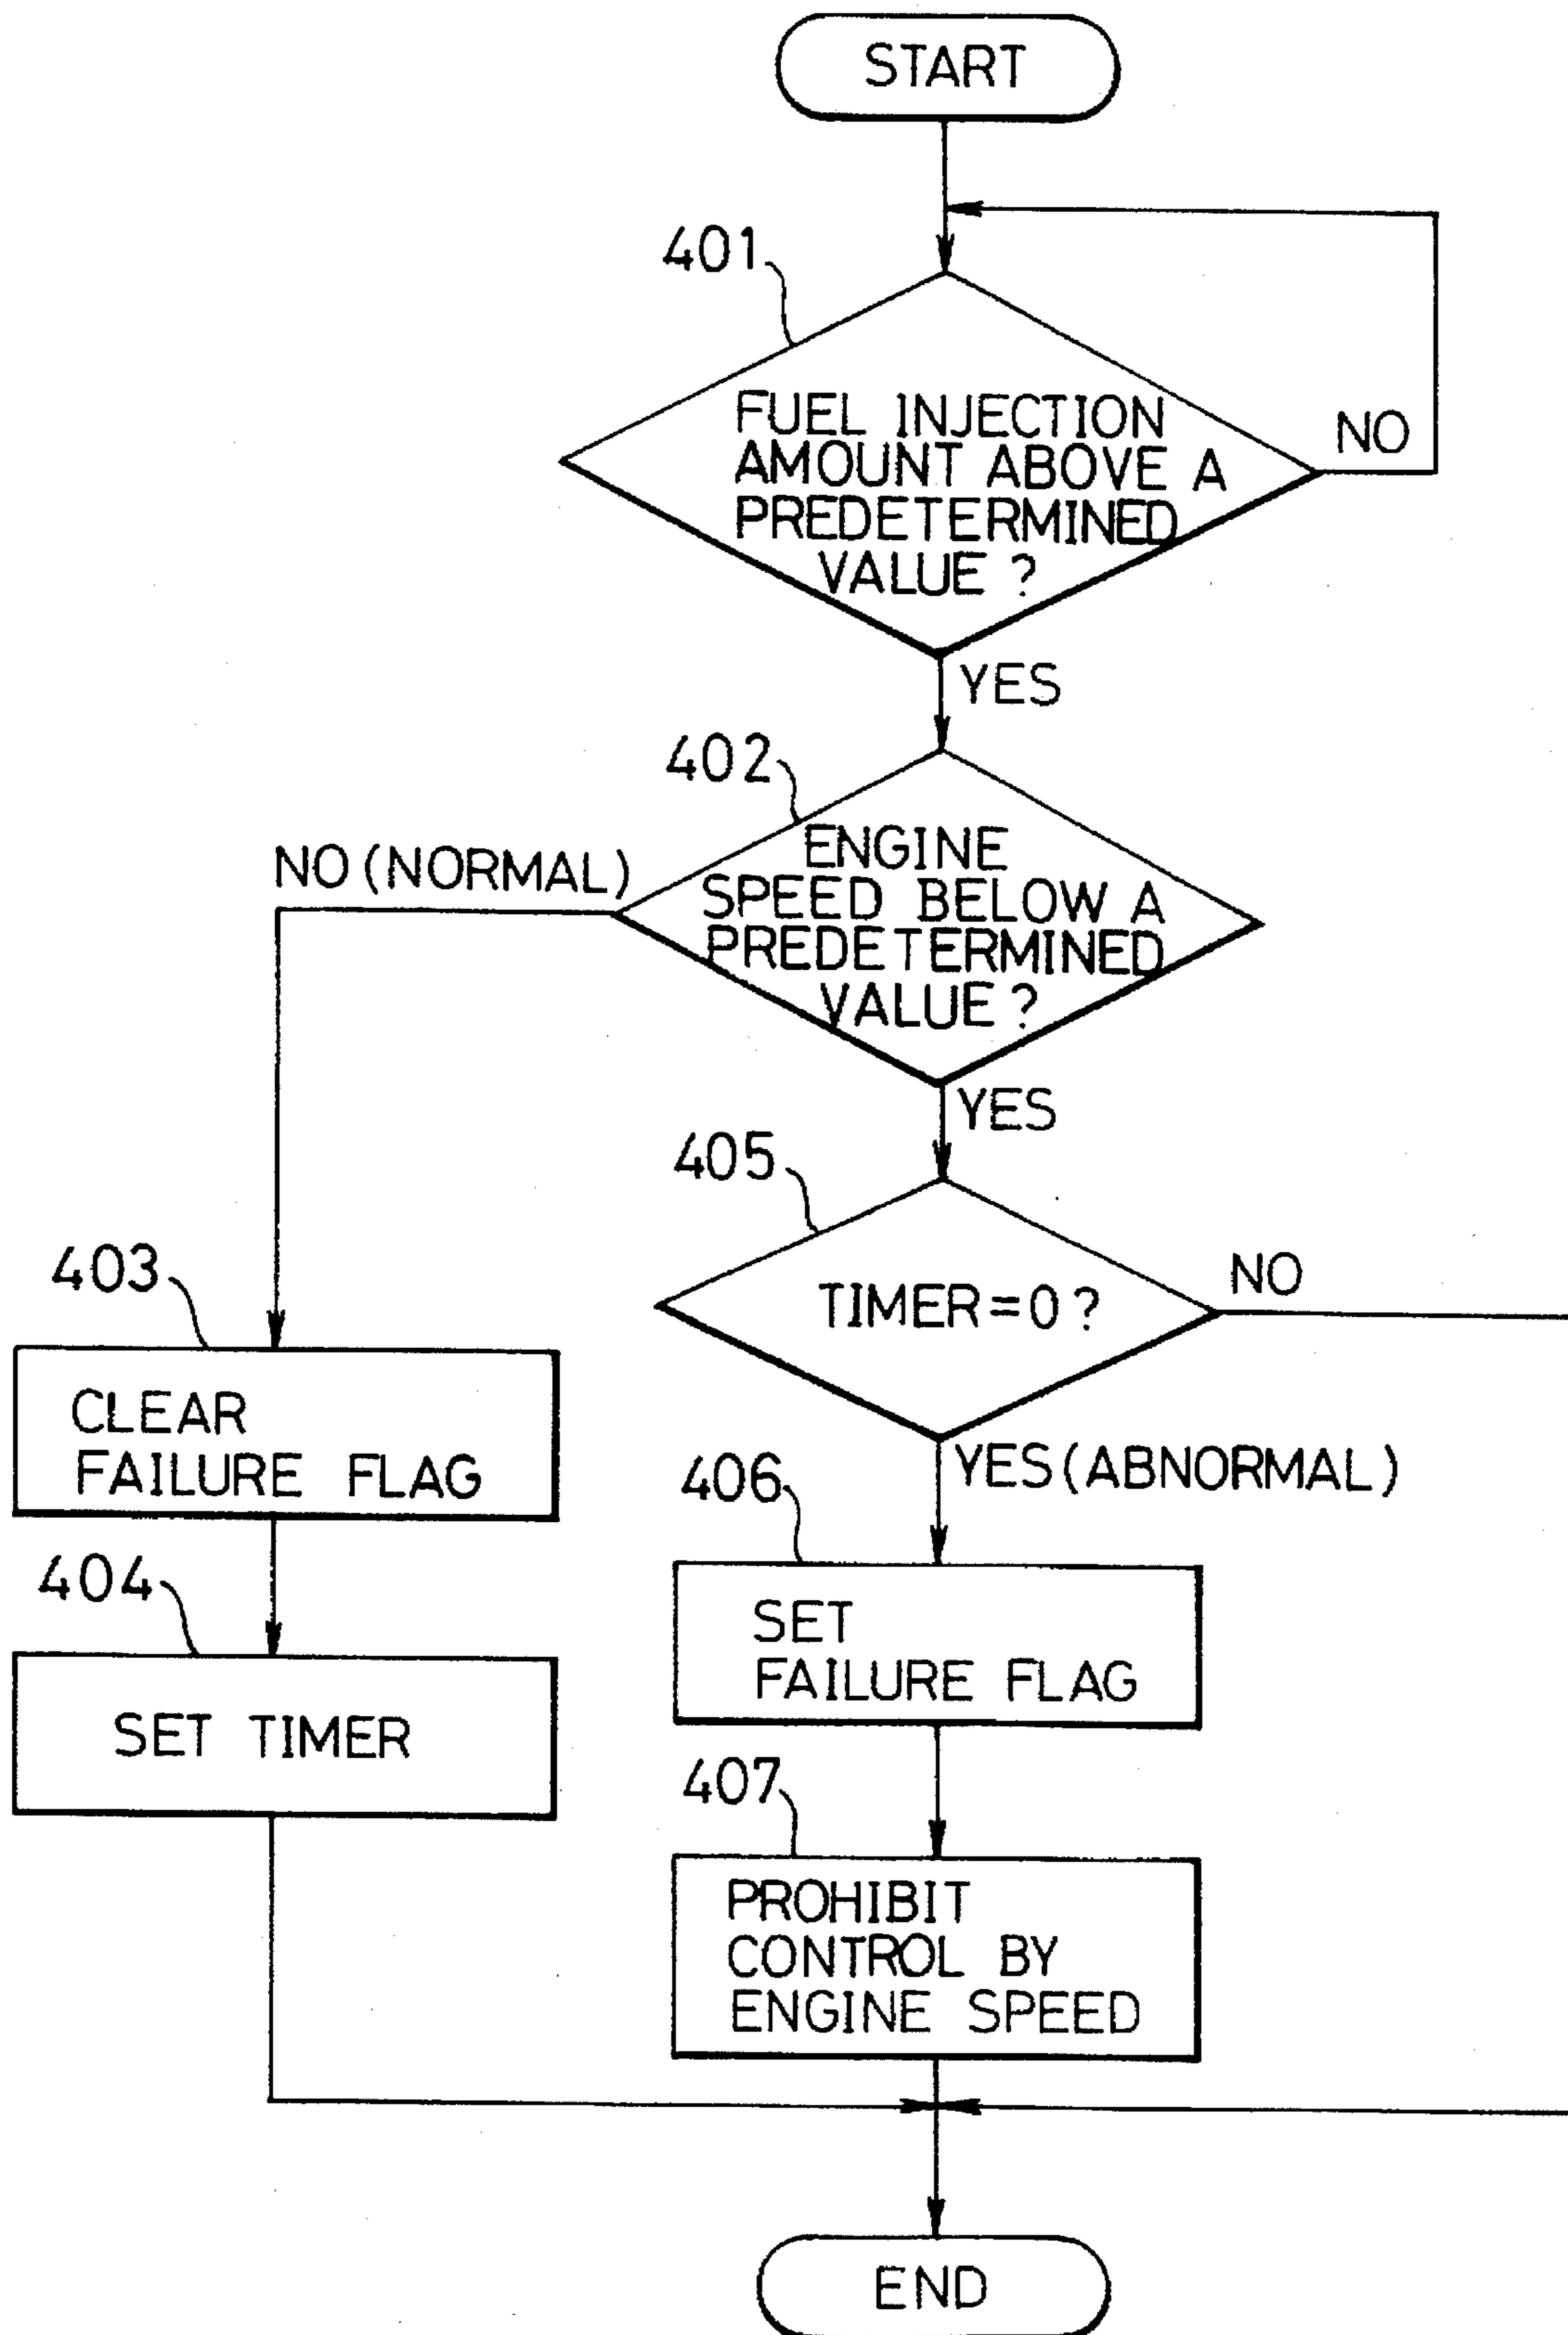 START
401
FUEL INJECTION
AMOUNT ABOVE A
PREDETERMINED
VALUE ?
NO
YES
402
ENGINE
SPEED BELOW A
PREDETERMINED
VALUE ?
NO (NORMAL)
YES
405
TIMER=0 ?
NO
403
CLEAR
FAILURE FLAG
YES (ABNORMAL)
406
SET
FAILURE FLAG
404
SET TIMER
407
PROHIBIT
CONTROL BY
ENGINE SPEED
END